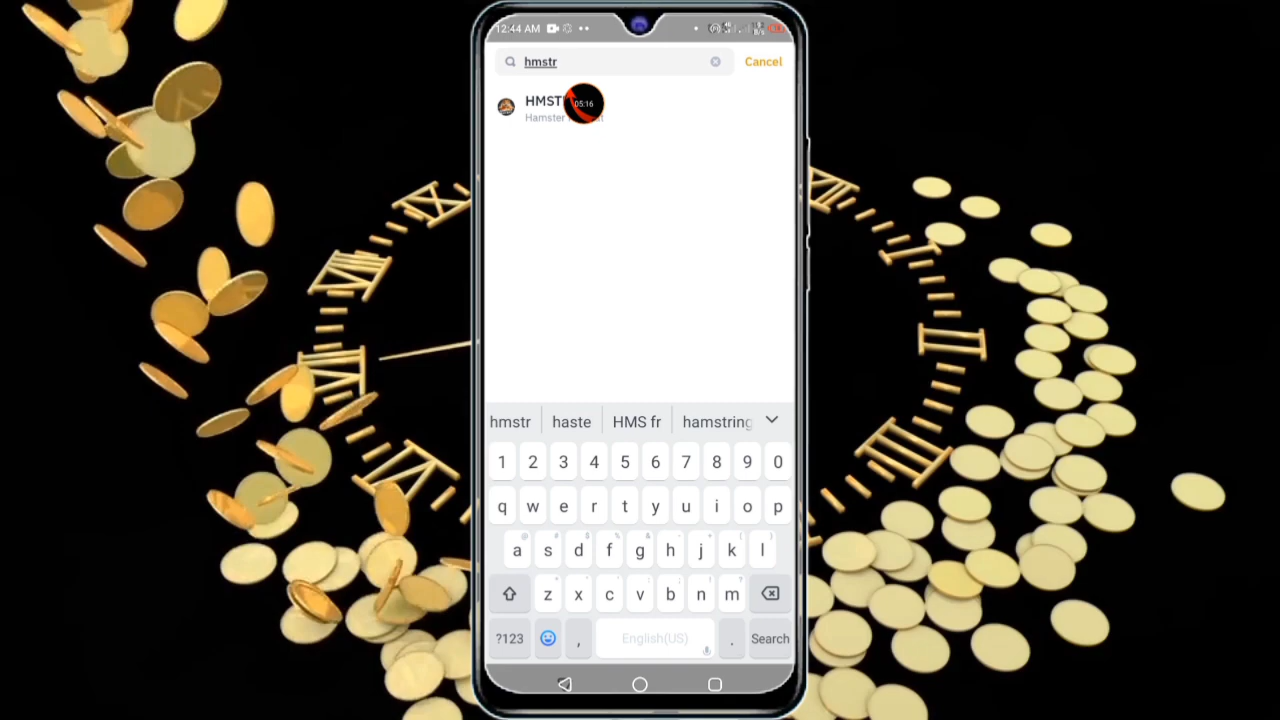 12:44 AM
hmstr
Cancel
HMST
05:16
Hamster
hmstr haste HMS fr hamstring
1 2 3 4 5 6 7 8 9 0
q w e r t y u i o p
a s d f g h j k l
z x c v b n m
?123 , English(US) . Search